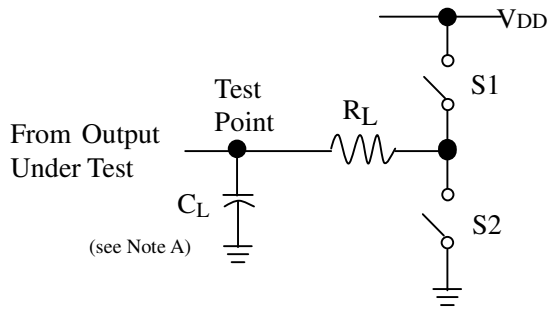 VDD
S1
Test
Point
RL
From Output
Under Test
CL
S2
(see Note A)